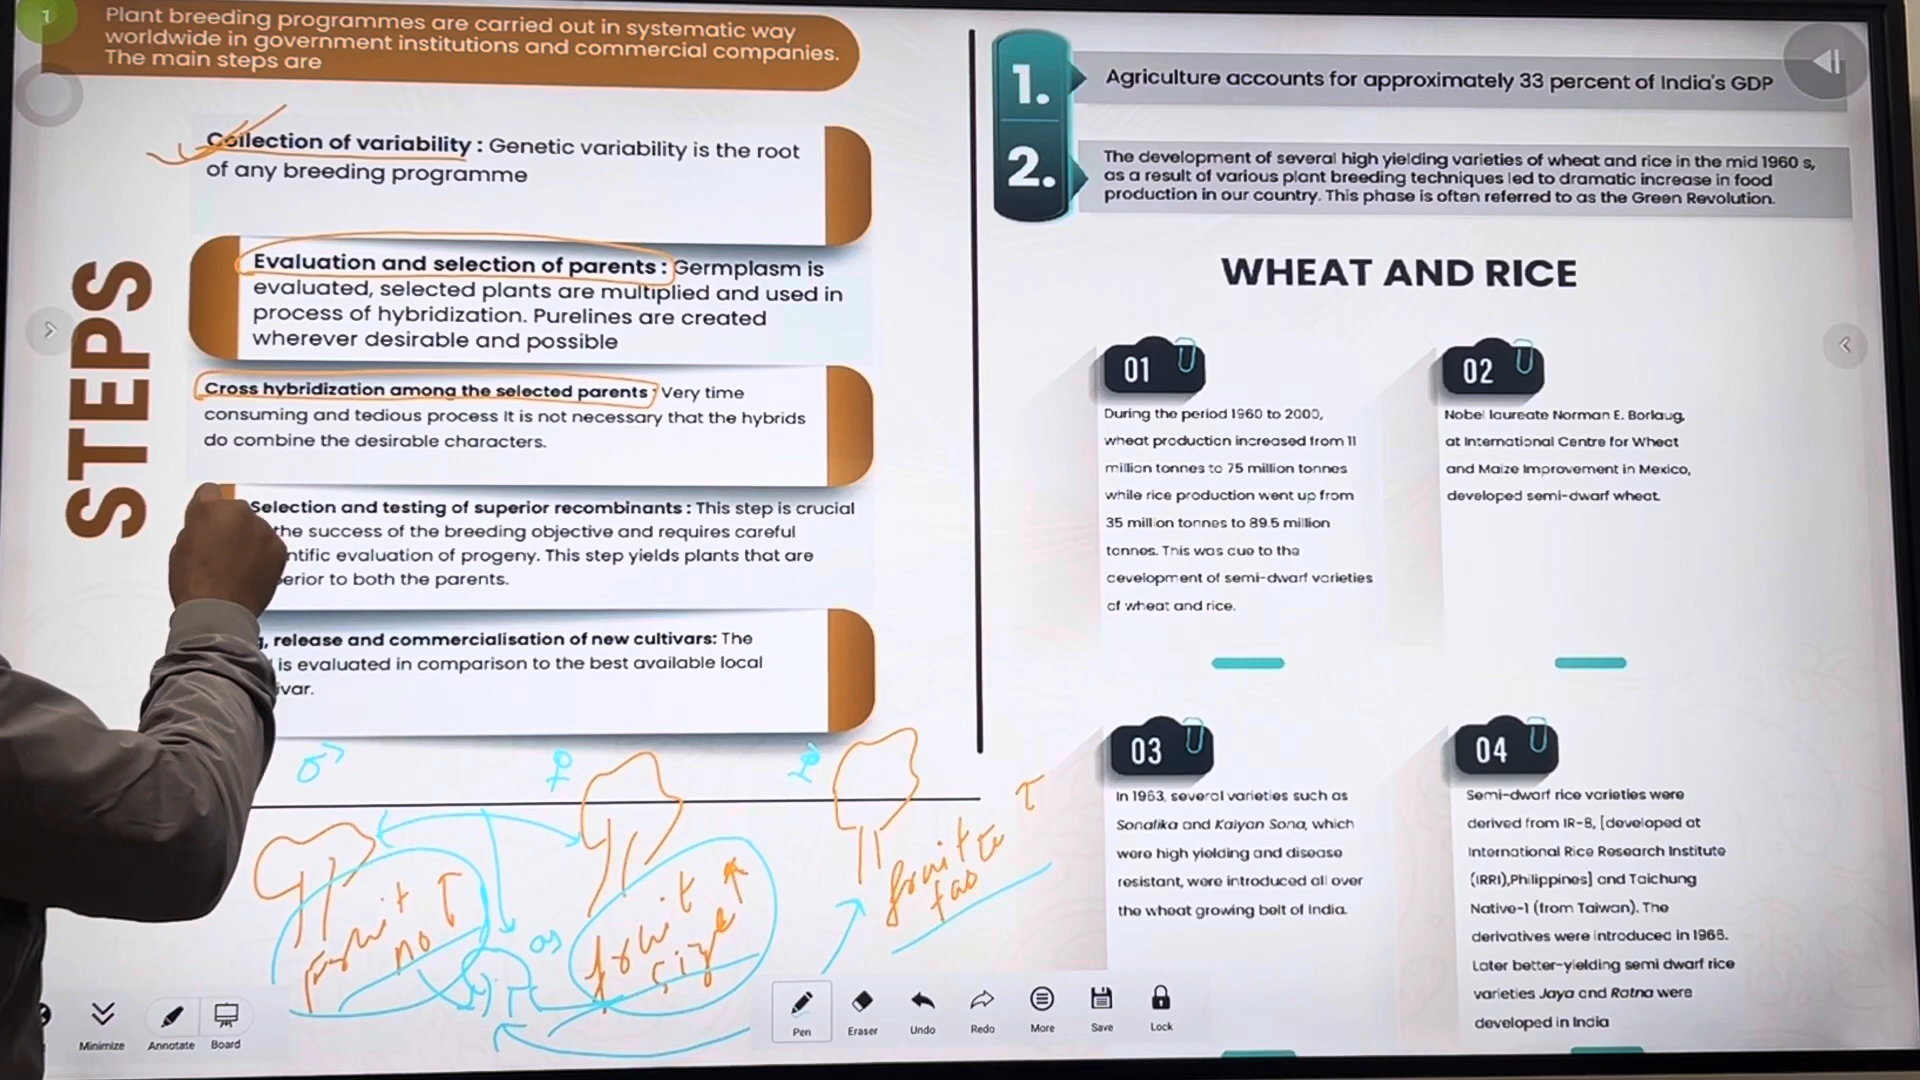 1
Plant breeding programmes are carried out in systematic way
worldwide in government institutions and commercial companies.
The main steps are
STEPS
Collection of variability : Genetic variability is the root
of any breeding programme
Evaluation and selection of parents : Germplasm is
evaluated, selected plants are multiplied and used in
process of hybridization. Purelines are created
wherever desirable and possible
Cross hybridization among the selected parents : Very time
consuming and tedious process It is not necessary that the hybrids
do combine the desirable characters.
Selection and testing of superior recombinants : This step is crucial
the success of the breeding objective and requires careful
evaluation of progeny. This step yields plants that are
to both the parents.
release and commercialisation of new cultivars: The
is evaluated in comparison to the best available local
♂ ♀ ♀
Fruit
no ↑
fruit
size ↑
fruit
Minimize
Annotate
Board
Pen
Eraser
Undo
Redo
More
Save
Lock
1.
Agriculture accounts for approximately 33 percent of India's GDP
2.
The development of several high yielding varieties of wheat and rice in the mid 1960 s,
as a result of various plant breeding techniques led to dramatic increase in food
production in our country. This phase is often referred to as the Green Revolution.
WHEAT AND RICE
01
During the period 1960 to 2000,
wheat production increased from 11
million tonnes to 75 million tonnes
while rice production went up from
35 million tonnes to 89.5 million
tonnes. This was due to the
development of semi-dwarf varieties
of wheat and rice.
02
Nobel laureate Norman E. Borlaug,
at International Centre for Wheat
and Maize Improvement in Mexico,
developed semi-dwarf wheat.
03
In 1963, several varieties such as
Sonalika and Kalyan Sona, which
were high yielding and disease
resistant, were introduced all over
the wheat growing belt of India.
04
Semi-dwarf rice varieties were
derived from IR-8, [developed at
International Rice Research Institute
(IRRI),Philippines] and Taichung
Native-1 (from Taiwan). The
derivatives were introduced in 1966.
Later better-yielding semi dwarf rice
varieties Jaya and Ratna were
developed in India